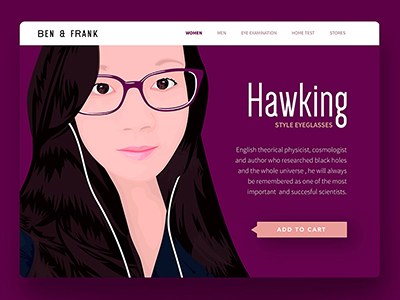 BEN & FRANK
WOMEN MEN EYE EXAMINATION HOME TEST STORES
Hawking
STYLE EYEGLASSES
English theorical physicist, cosmologist
and author who researched black holes
and the whole universe , he will always
be remembered as one of the most
important and succesful scientists.
ADD TO CART